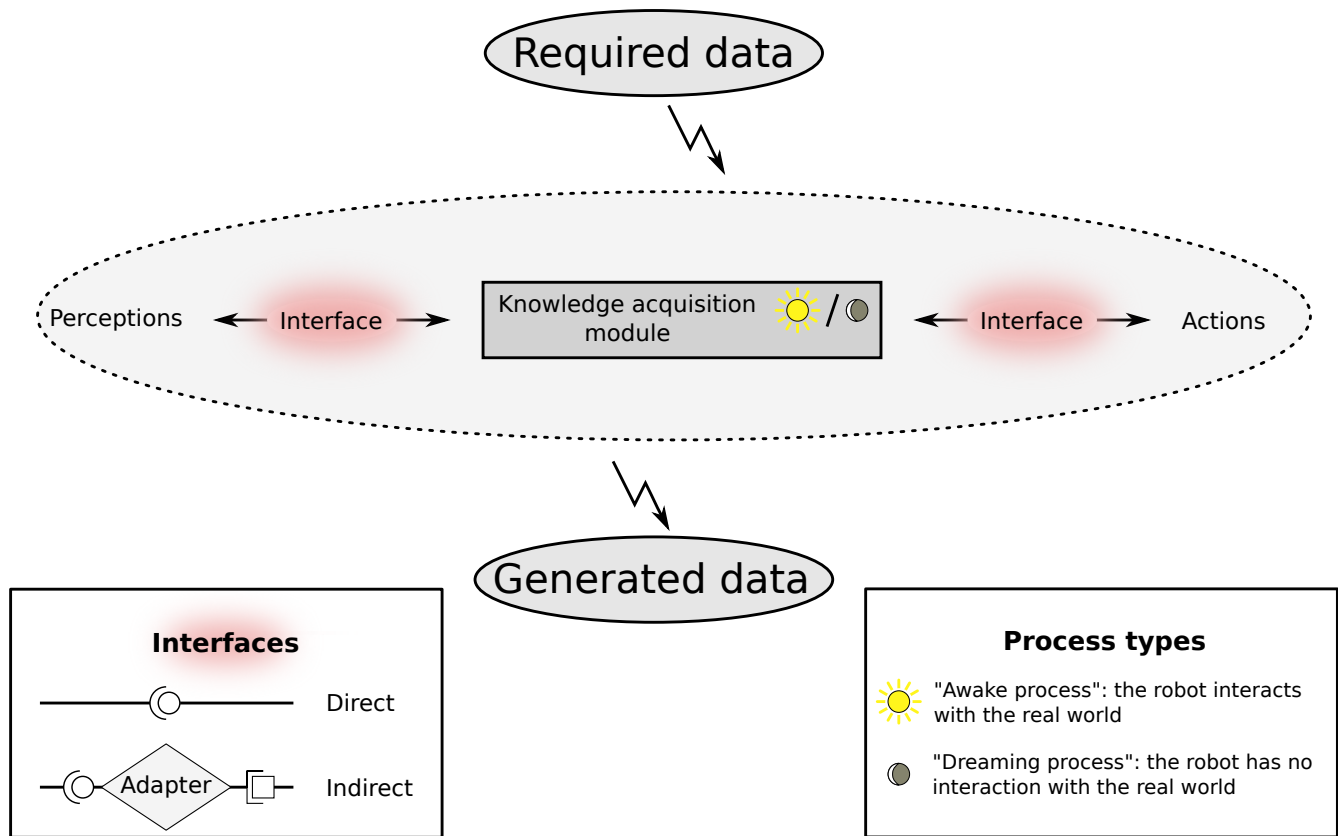 Required data
Perceptions
Interface
Knowledge acquisition
module
/
Interface
Actions
Generated data
Interfaces
Direct
Adapter
Indirect
Process types
"Awake process": the robot interacts
with the real world
"Dreaming process": the robot has no
interaction with the real world